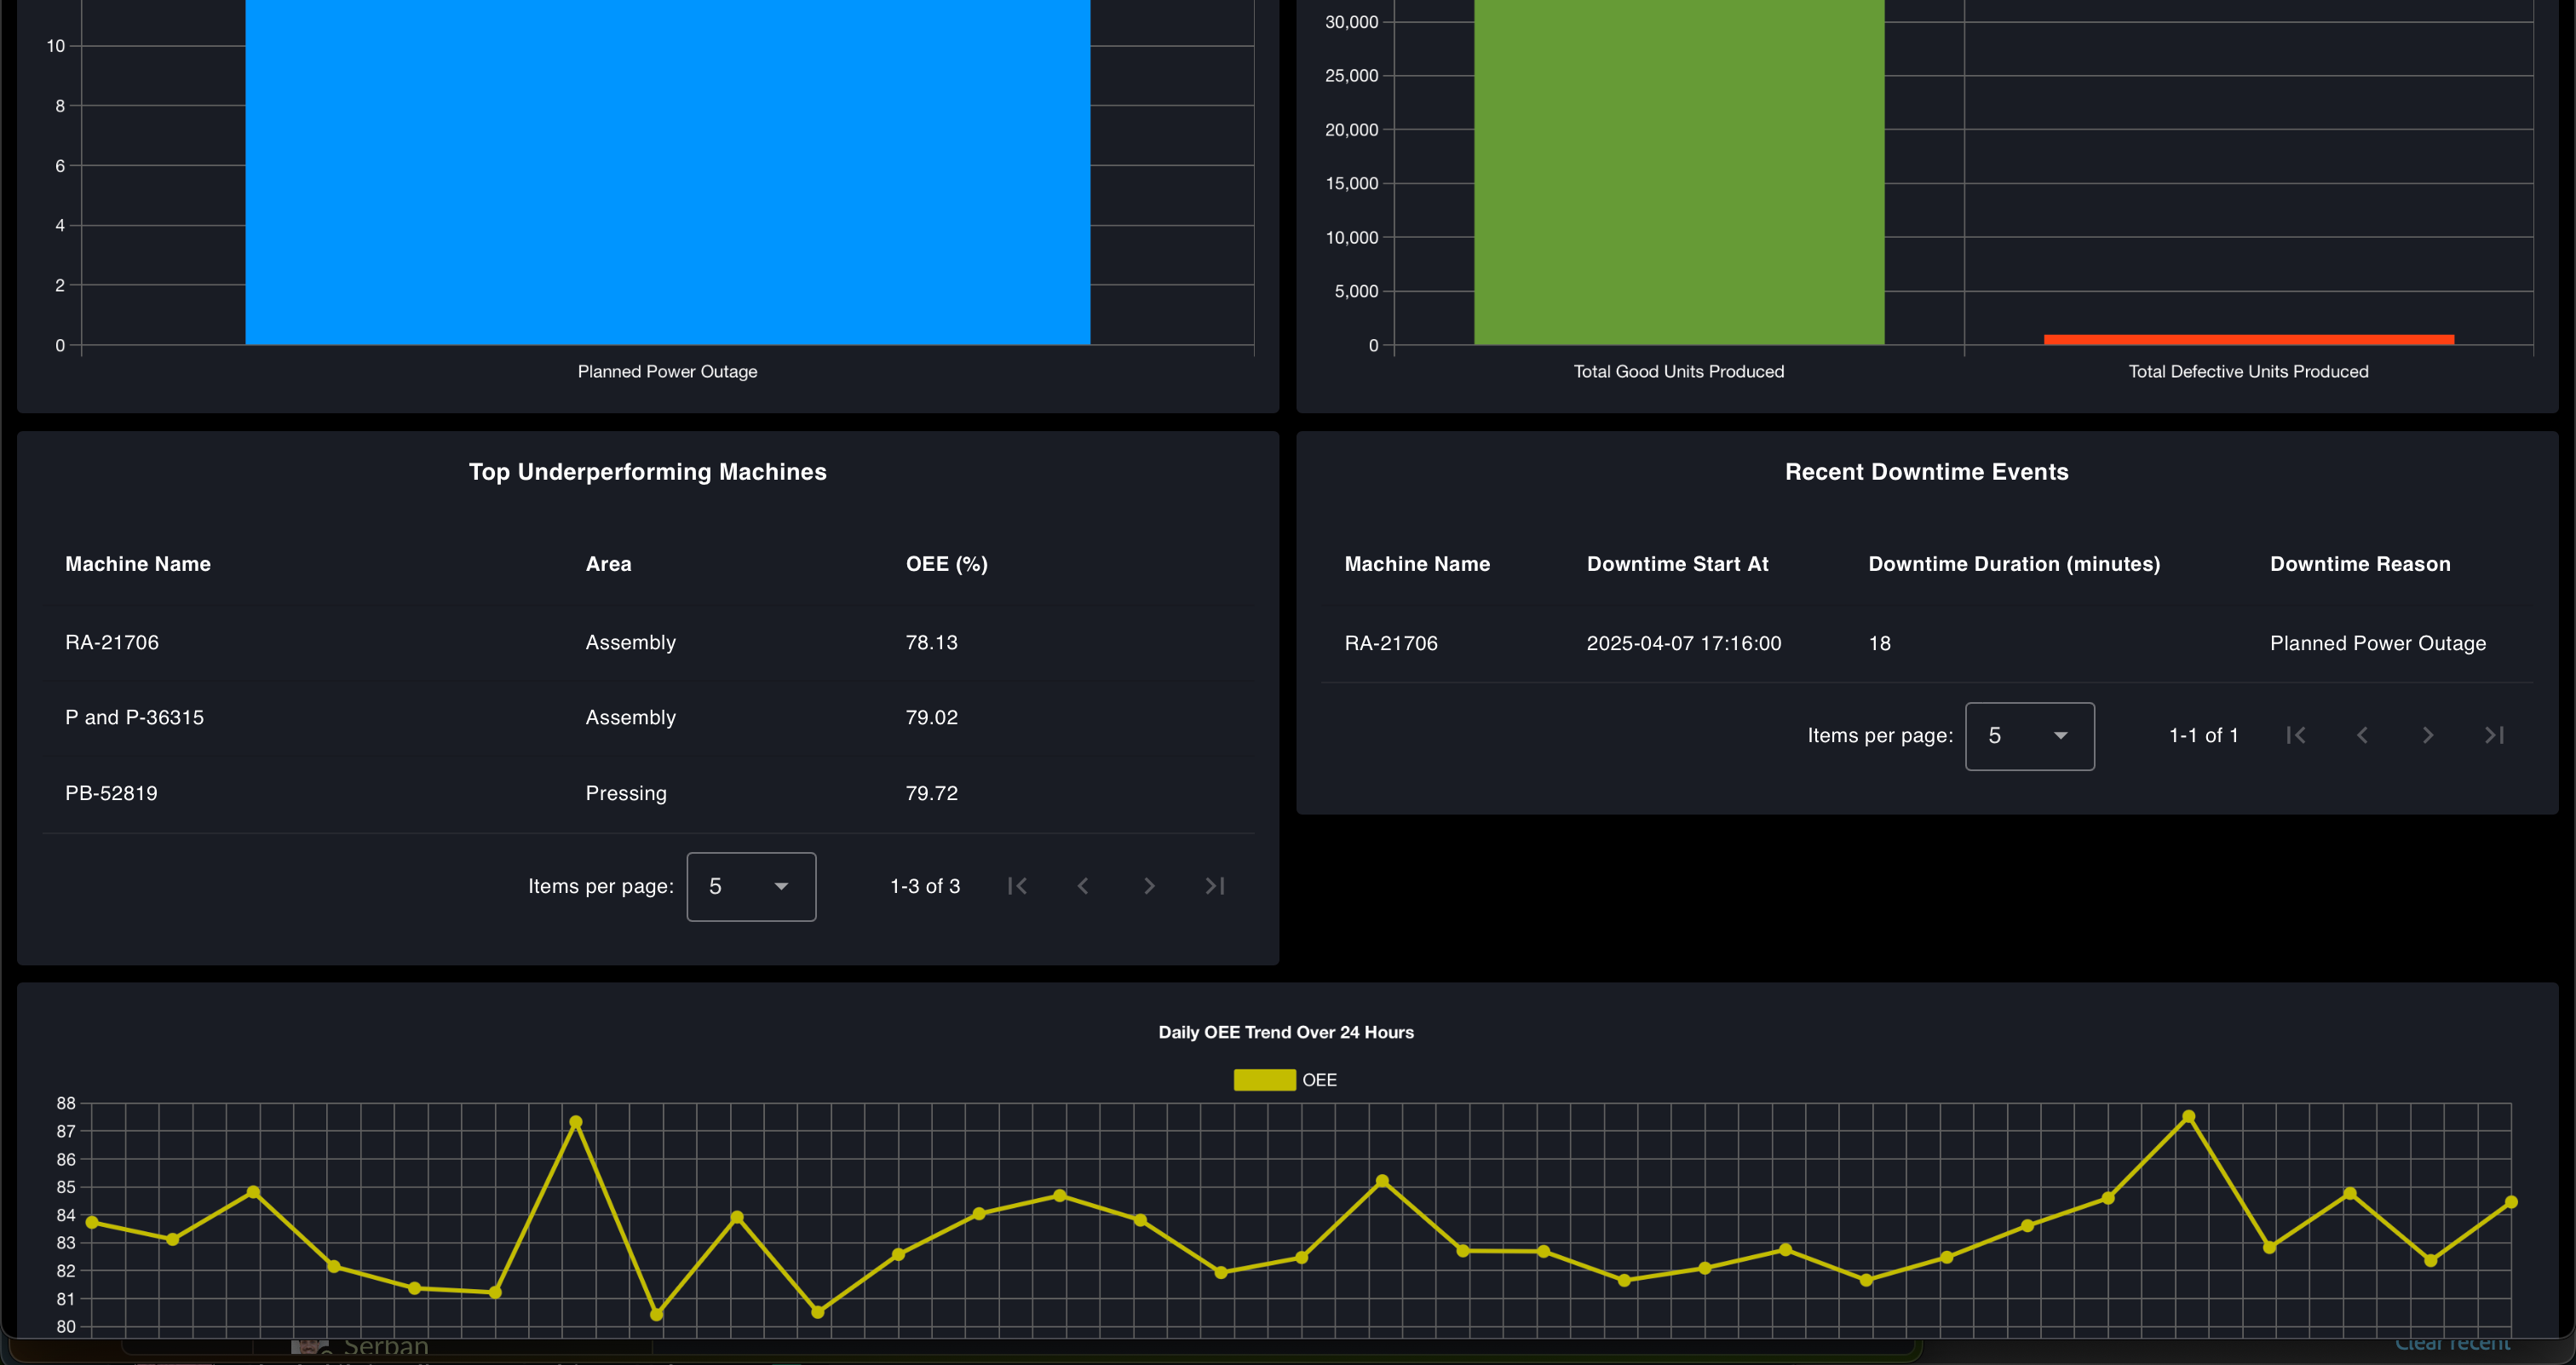 10
8
6
4
2
0
Planned Power Outage
30,000
25,000
20,000
15,000
10,000
5,000
0
Total Good Units Produced
Total Defective Units Produced
Top Underperforming Machines
Machine Name Area OEE (%)
RA-21706 Assembly 78.13
P and P-36315 Assembly 79.02
PB-52819 Pressing 79.72
Items per page: 5 1-3 of 3
Recent Downtime Events
Machine Name Downtime Start At Downtime Duration (minutes) Downtime Reason
RA-21706 2025-04-07 17:16:00 18 Planned Power Outage
Items per page: 5 1-1 of 1
Daily OEE Trend Over 24 Hours
OEE
88
87
86
85
84
83
82
81
80
Serban
Clear recent